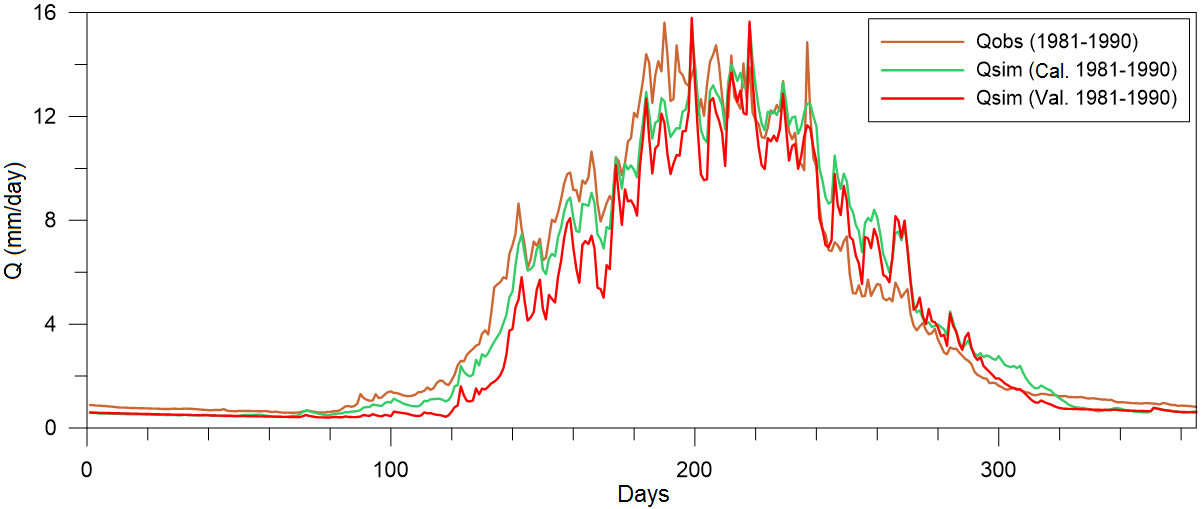 16
12
8
4
0
Q (mm/day)
0
100
200
300
Days
Qobs (1981-1990)
Qsim (Cal. 1981-1990)
Qsim (Val. 1981-1990)